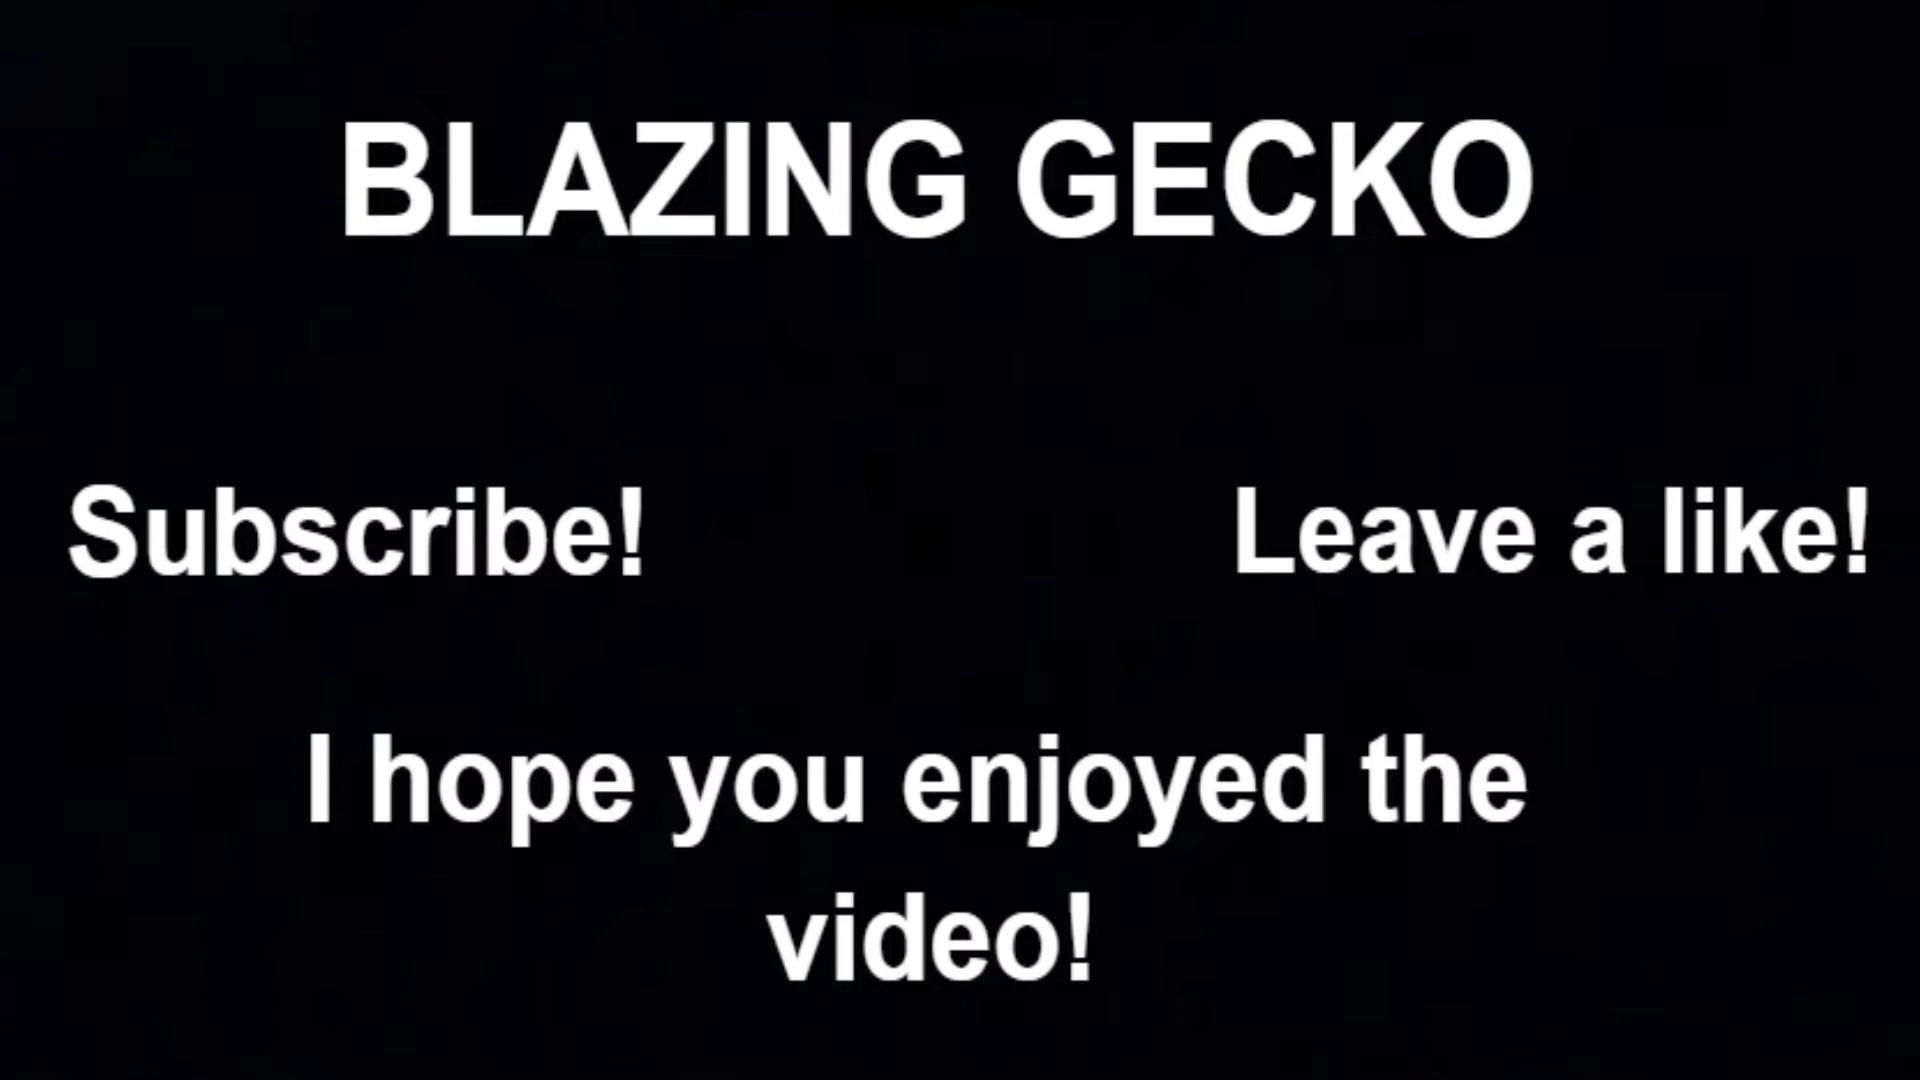 BLAZING GECKO
Subscribe!
Leave a like!
I hope you enjoyed the
video!